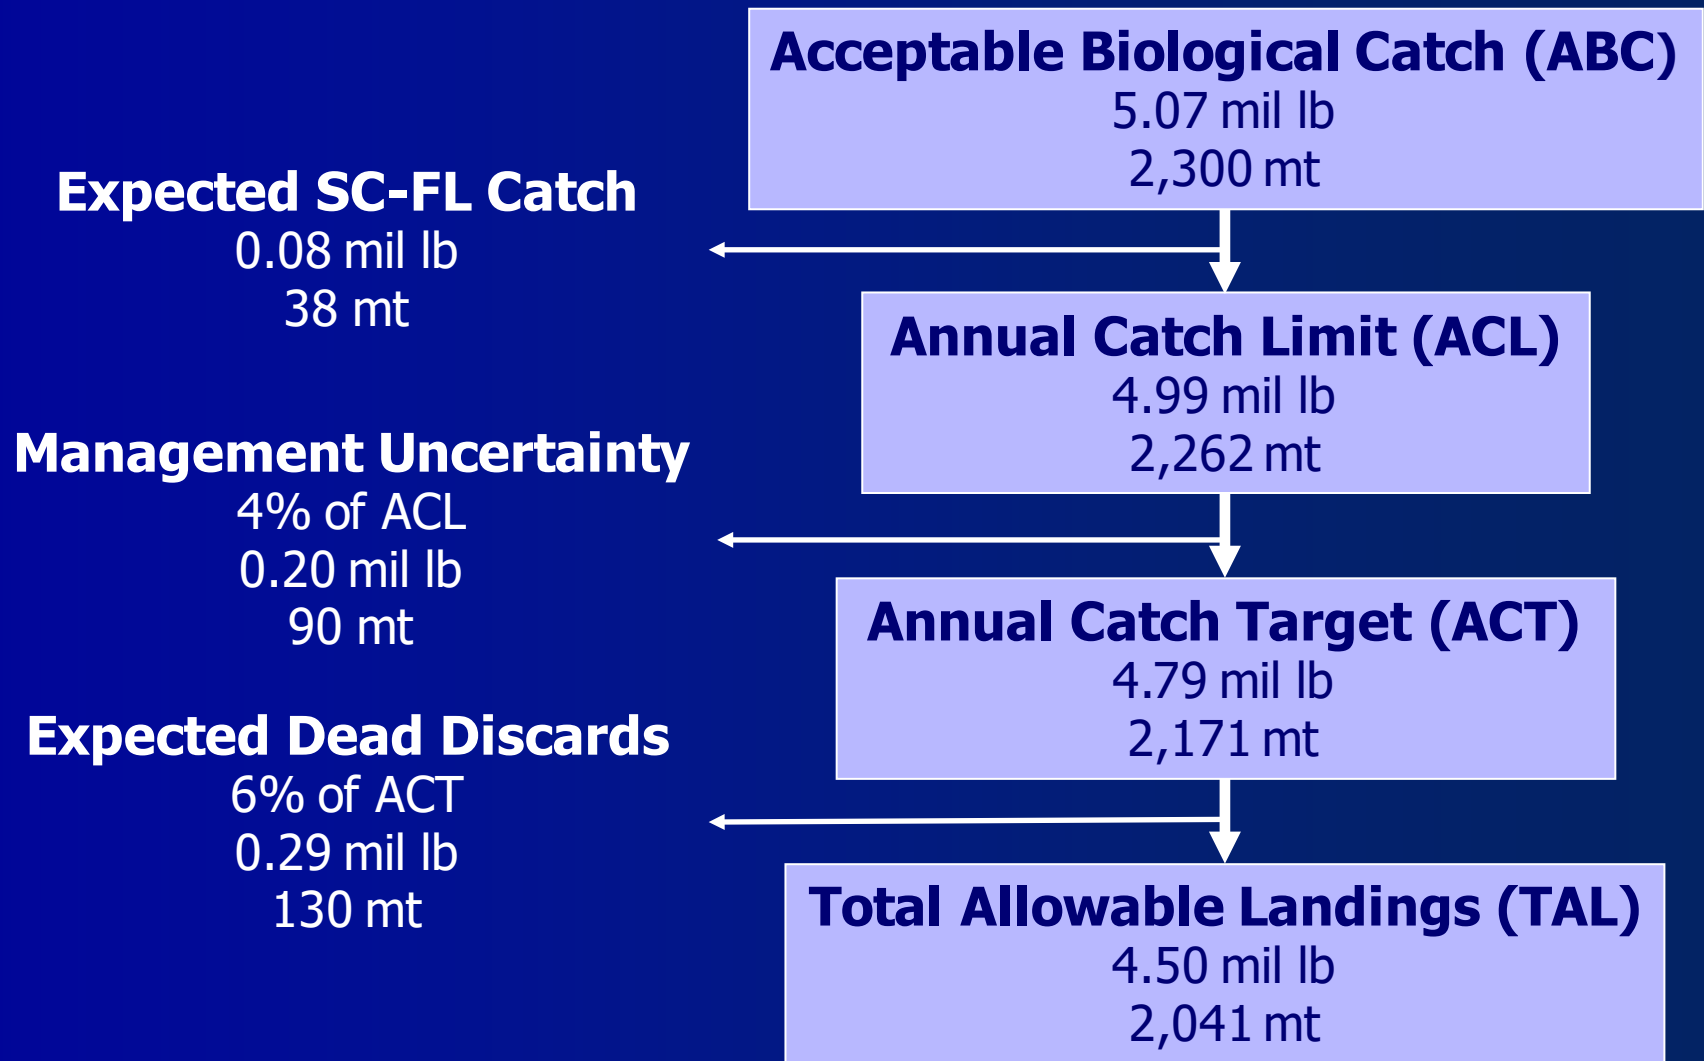 Acceptable Biological Catch (ABC)
5.07 mil lb
2,300 mt
Expected SC-FL Catch
0.08 mil lb
38 mt
Annual Catch Limit (ACL)
4.99 mil lb
2,262 mt
Management Uncertainty
4% of ACL
0.20 mil lb
90 mt
Annual Catch Target (ACT)
4.79 mil lb
2,171 mt
Expected Dead Discards
6% of ACT
0.29 mil lb
130 mt
Total Allowable Landings (TAL)
4.50 mil lb
2,041 mt